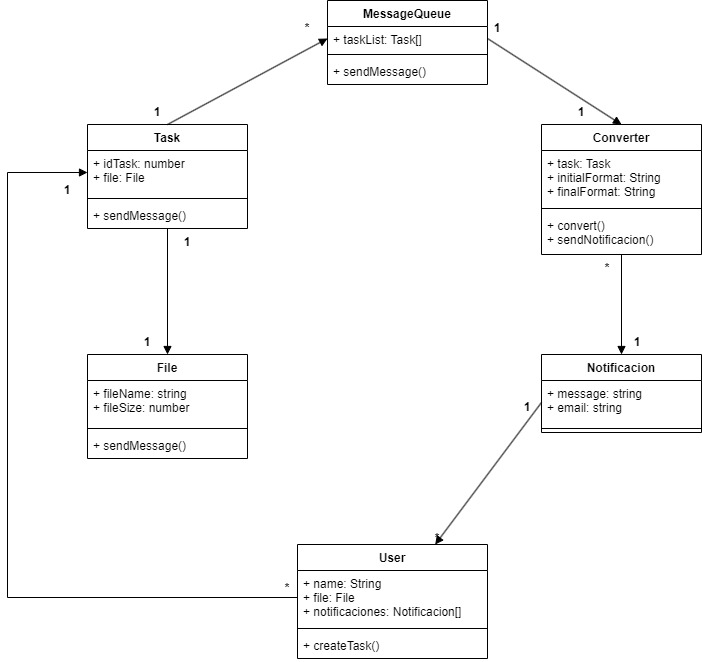 MessageQueue
+ taskList: Task[]
+ sendMessage()
*
1
1
1
Task
+ idTask: number
+ file: File
+ sendMessage()
Converter
+ task: Task
+ initialFormat: String
+ finalFormat: String
+ convert()
+ sendNotificacion()
1
1
*
1
1
File
+ fileName: string
+ fileSize: number
+ sendMessage()
Notificacion
+ message: string
+ email: string
1
*
User
+ name: String
+ file: File
+ notificaciones: Notificacion[]
+ createTask()
*